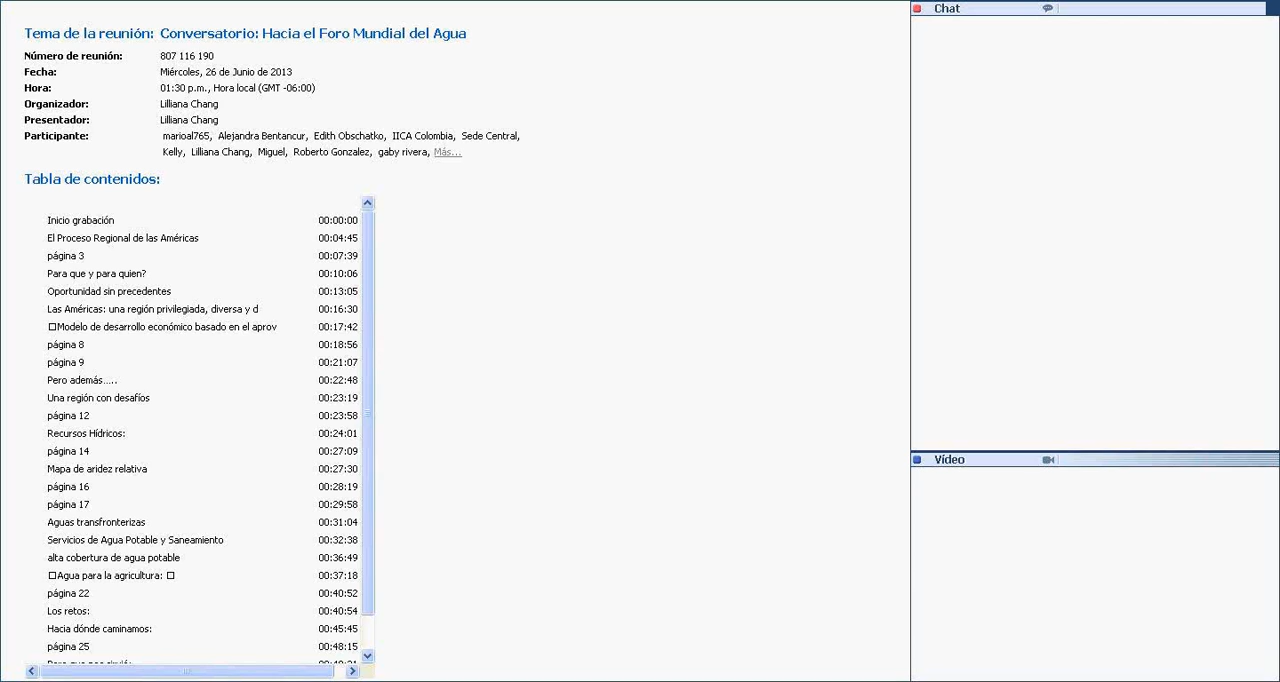 Chat
Tema de la reunión: Conversatorio: Hacia el Foro Mundial del Agua
Número de reunión: 807 116 190
Fecha: Miércoles, 26 de Junio de 2013
Hora: 01:30 p.m., Hora local (GMT -06:00)
Organizador: Lilliana Chang
Presentador: Lilliana Chang
Participante: marioal765, Alejandra Bentancur, Edith Obschatko, IICA Colombia, Sede Central,
Kelly, Lilliana Chang, Miguel, Roberto Gonzalez, gaby rivera, Más...
Tabla de contenidos:
Inicio grabación 00:00:00
El Proceso Regional de las Américas 00:04:45
página 3 00:07:39
Para que y para quien? 00:10:06
Oportunidad sin precedentes 00:13:05
Las Américas: una región privilegiada, diversa y d 00:16:30
Modelo de desarrollo económico basado en el aprov 00:17:42
página 8 00:18:56
página 9 00:21:07
Pero además..... 00:22:48
Una región con desafíos 00:23:19
página 12 00:23:58
Recursos Hídricos: 00:24:01
página 14 00:27:09
Mapa de aridez relativa 00:27:30
página 16 00:28:19
página 17 00:29:58
Aguas transfronterizas 00:31:04
Servicios de Agua Potable y Saneamiento 00:32:38
alta cobertura de agua potable 00:36:49
Agua para la agricultura: 00:37:18
página 22 00:40:52
Los retos: 00:40:54
Hacia dónde caminamos: 00:45:45
página 25 00:48:15
Vídeo